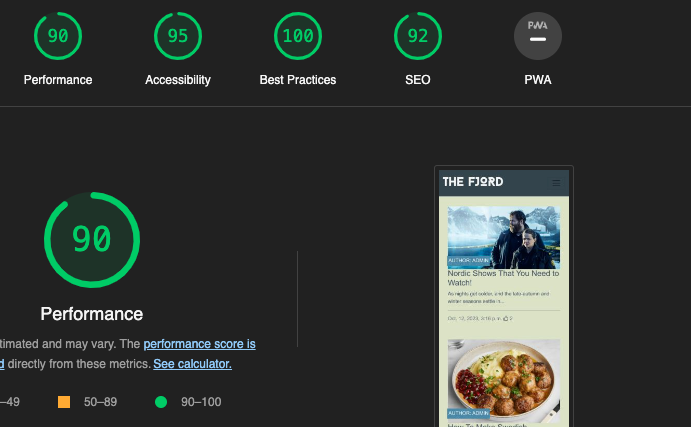 90
95
100
92
PWA
Performance
Accessibility
Best Practices
SEO
PWA
90
Performance
timated and may vary. The performance score is
d directly from these metrics. See calculator.
–49
50–89
90–100
THE FJORD
AUTHOR: ADMIN
Nordic Shows That You Need to
Watch!
As nights get colder, and the late autumn and
winter seasons settle in...
Oct. 12, 2023, 3:16 p.m. 2
AUTHOR: ADMIN
How To Make Swedish